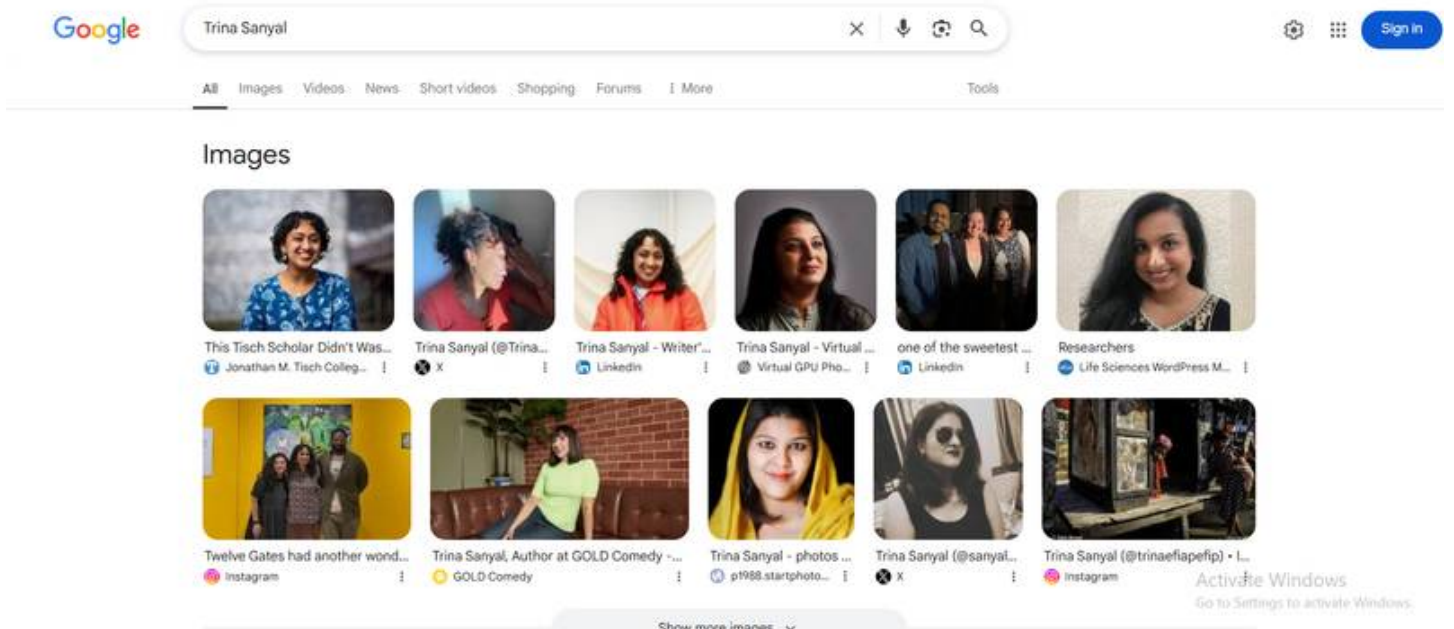 Google
Trina Sanyal
Sign in
All Images Videos News Short videos Shopping Forums More Tools
Images
This Tisch Scholar Didn't Was...
Jonathan M. Tisch Colleg...
Trina Sanyal (@Trina...
X
Trina Sanyal - Writer'...
LinkedIn
Trina Sanyal - Virtual ...
Virtual GPU Pho...
one of the sweetest ...
LinkedIn
Researchers
Life Sciences WordPress M...
Twelve Gates had another wond...
Instagram
Trina Sanyal, Author at GOLD Comedy -...
GOLD Comedy
Trina Sanyal - photos ...
p1988.startphoto...
Trina Sanyal (@sanyal...
X
Trina Sanyal (@trinaefiapefip) • I...
Instagram
Activate Windows
Go to Settings to activate Windows.
Show more images